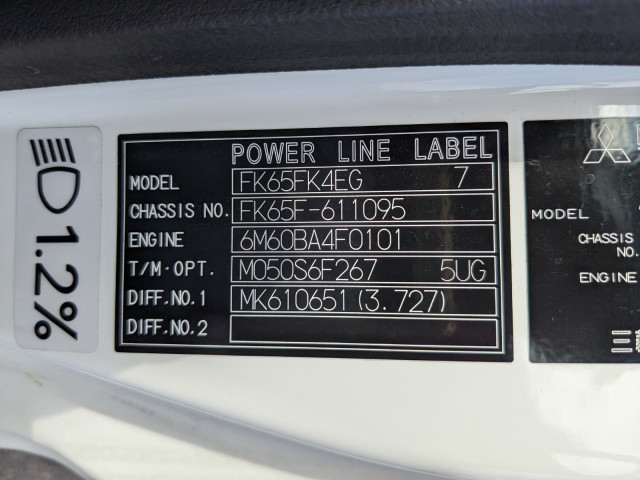 1.2%
POWER LINE LABEL
MODEL FK65FK4EG 7
CHASSIS NO. FK65F-611095
ENGINE 6M60BA4F0101
T/M·OPT. M050S6F267 5UG
DIFF.NO.1 MK610651(3.727)
DIFF.NO.2
MODEL
CHASSIS
NO.
ENGINE